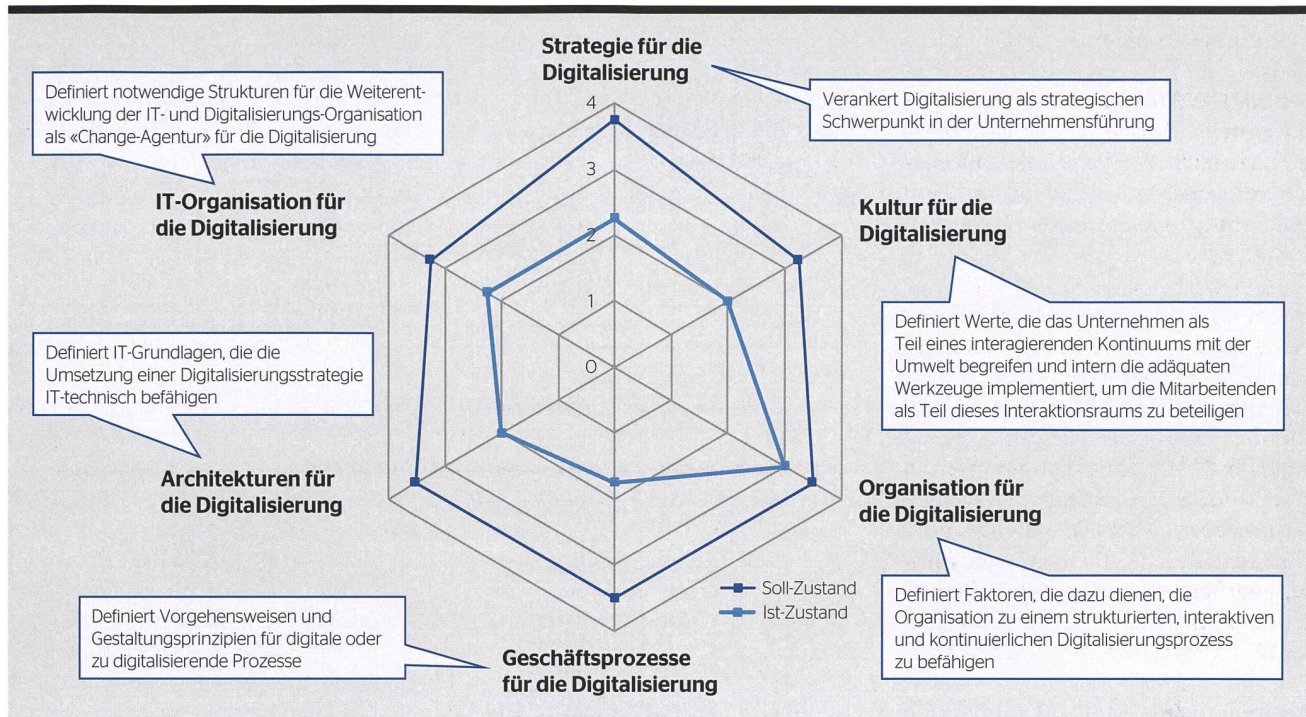 Strategie für die
Digitalisierung
Definiert notwendige Strukturen für die Weiterent-
wicklung der IT- und Digitalisierungs-Organisation
als «Change-Agentur» für die Digitalisierung
Verankert Digitalisierung als strategischen
Schwerpunkt in der Unternehmensführung
IT-Organisation für
die Digitalisierung
Kultur für die
Digitalisierung
4
3
2
1
0
Definiert IT-Grundlagen, die die
Umsetzung einer Digitalisierungsstrategie
IT-technisch befähigen
Definiert Werte, die das Unternehmen als
Teil eines interagierenden Kontinuums mit der
Umwelt begreifen und intern die adäquaten
Werkzeuge implementiert, um die Mitarbeitenden
als Teil dieses Interaktionsraums zu beteiligen
Architekturen für
die Digitalisierung
Organisation für
die Digitalisierung
Soll-Zustand
Ist-Zustand
Definiert Vorgehensweisen und
Gestaltungsprinzipien für digitale oder
zu digitalisierende Prozesse
Definiert Faktoren, die dazu dienen, die
Organisation zu einem strukturierten, interaktiven
und kontinuierlichen Digitalisierungsprozess
zu befähigen
Geschäftsprozesse
für die Digitalisierung